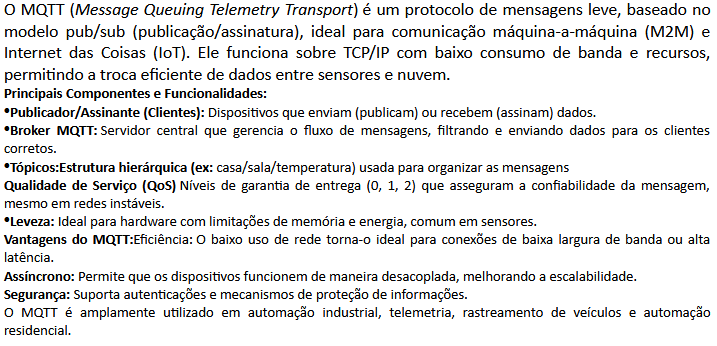 O MQTT (Message Queuing Telemetry Transport) é um protocolo de mensagens leve, baseado no
modelo pub/sub (publicação/assinatura), ideal para comunicação máquina-a-máquina (M2M) e
Internet das Coisas (IoT). Ele funciona sobre TCP/IP com baixo consumo de banda e recursos,
permitindo a troca eficiente de dados entre sensores e nuvem.
Principais Componentes e Funcionalidades:
•Publicador/Assinante (Clientes): Dispositivos que enviam (publicam) ou recebem (assinam) dados.
•Broker MQTT: Servidor central que gerencia o fluxo de mensagens, filtrando e enviando dados para os clientes
corretos.
•Tópicos:Estrutura hierárquica (ex: casa/sala/temperatura) usada para organizar as mensagens
Qualidade de Serviço (QoS) Níveis de garantia de entrega (0, 1, 2) que asseguram a confiabilidade da mensagem,
mesmo em redes instáveis.
•Leveza: Ideal para hardware com limitações de memória e energia, comum em sensores.
Vantagens do MQTT:Eficiência: O baixo uso de rede torna-o ideal para conexões de baixa largura de banda ou alta
latência.
Assíncrono: Permite que os dispositivos funcionem de maneira desacoplada, melhorando a escalabilidade.
Segurança: Suporta autenticações e mecanismos de proteção de informações.
O MQTT é amplamente utilizado em automação industrial, telemetria, rastreamento de veículos e automação
residencial.